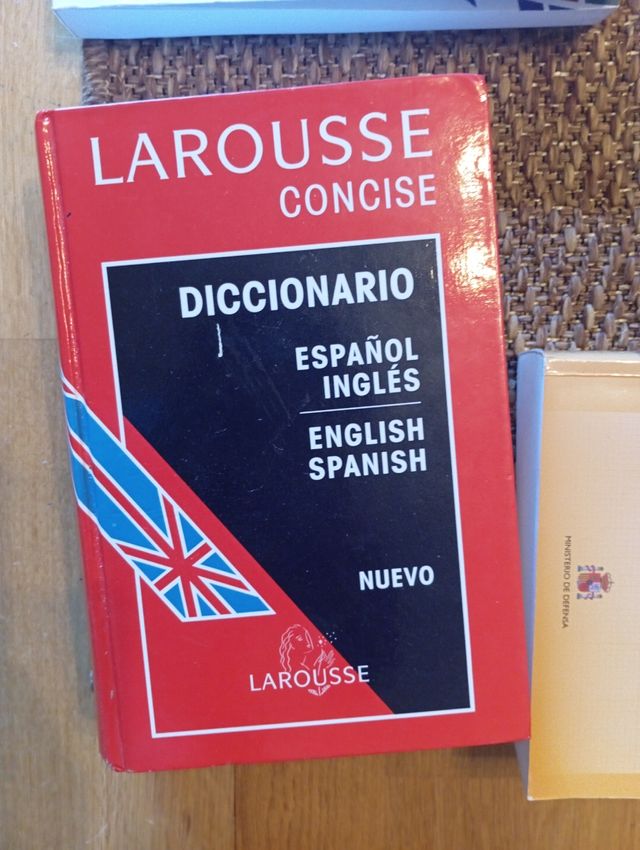 LAROUSSE
CONCISE
DICCIONARIO
ESPAÑOL
INGLÉS
ENGLISH
SPANISH
NUEVO
LAROUSSE
MINISTERIO DE DEFENSA